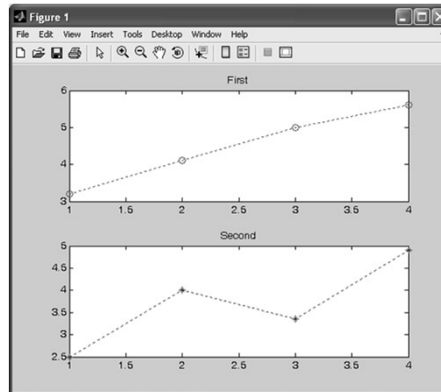 Figure 1
File Edit View Insert Tools Desktop Window Help
First
6
5
4
3
1 1.5 2 2.5 3 3.5 4
Second
5
4.5
4
3.5
3
2.5
1 1.5 2 2.5 3 3.5 4